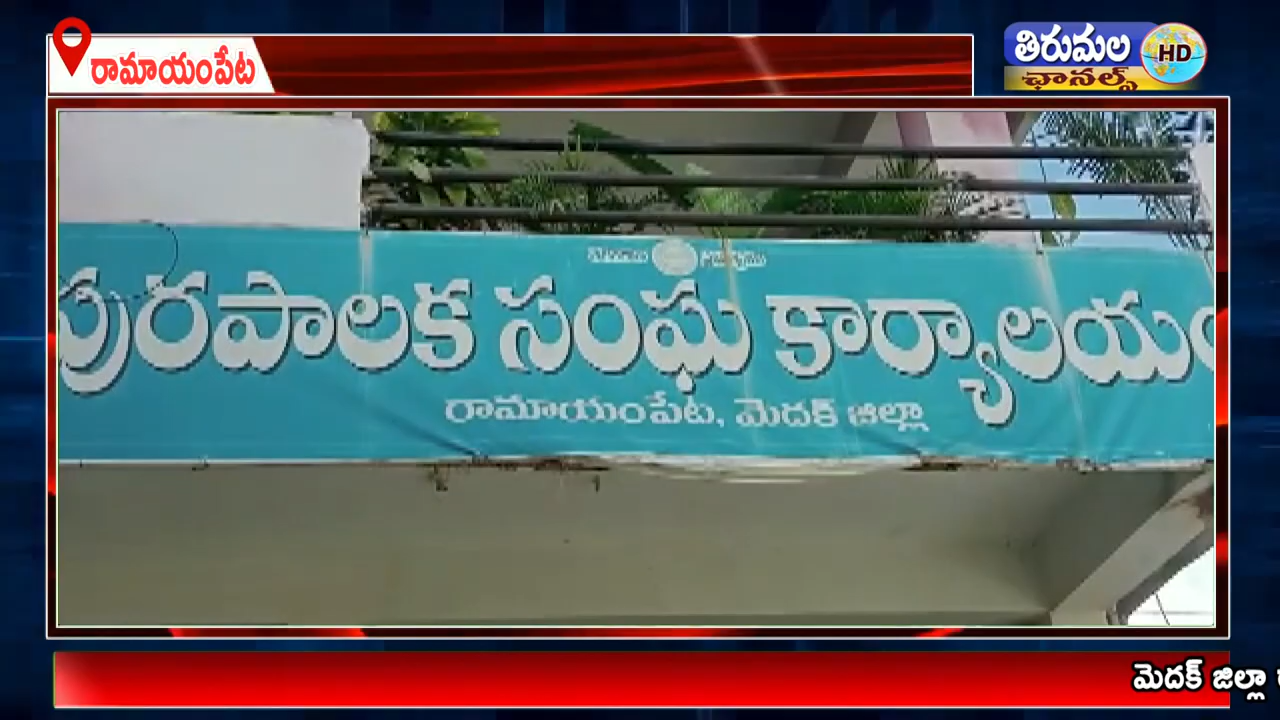 రామాయంపేట
తిరుమల
ఛానల్స్
HD
పురపాలక సంఘ కార్యాలయం
రామాయంపేట, మెదక్ జిల్లా
మెదక్ జిల్లా